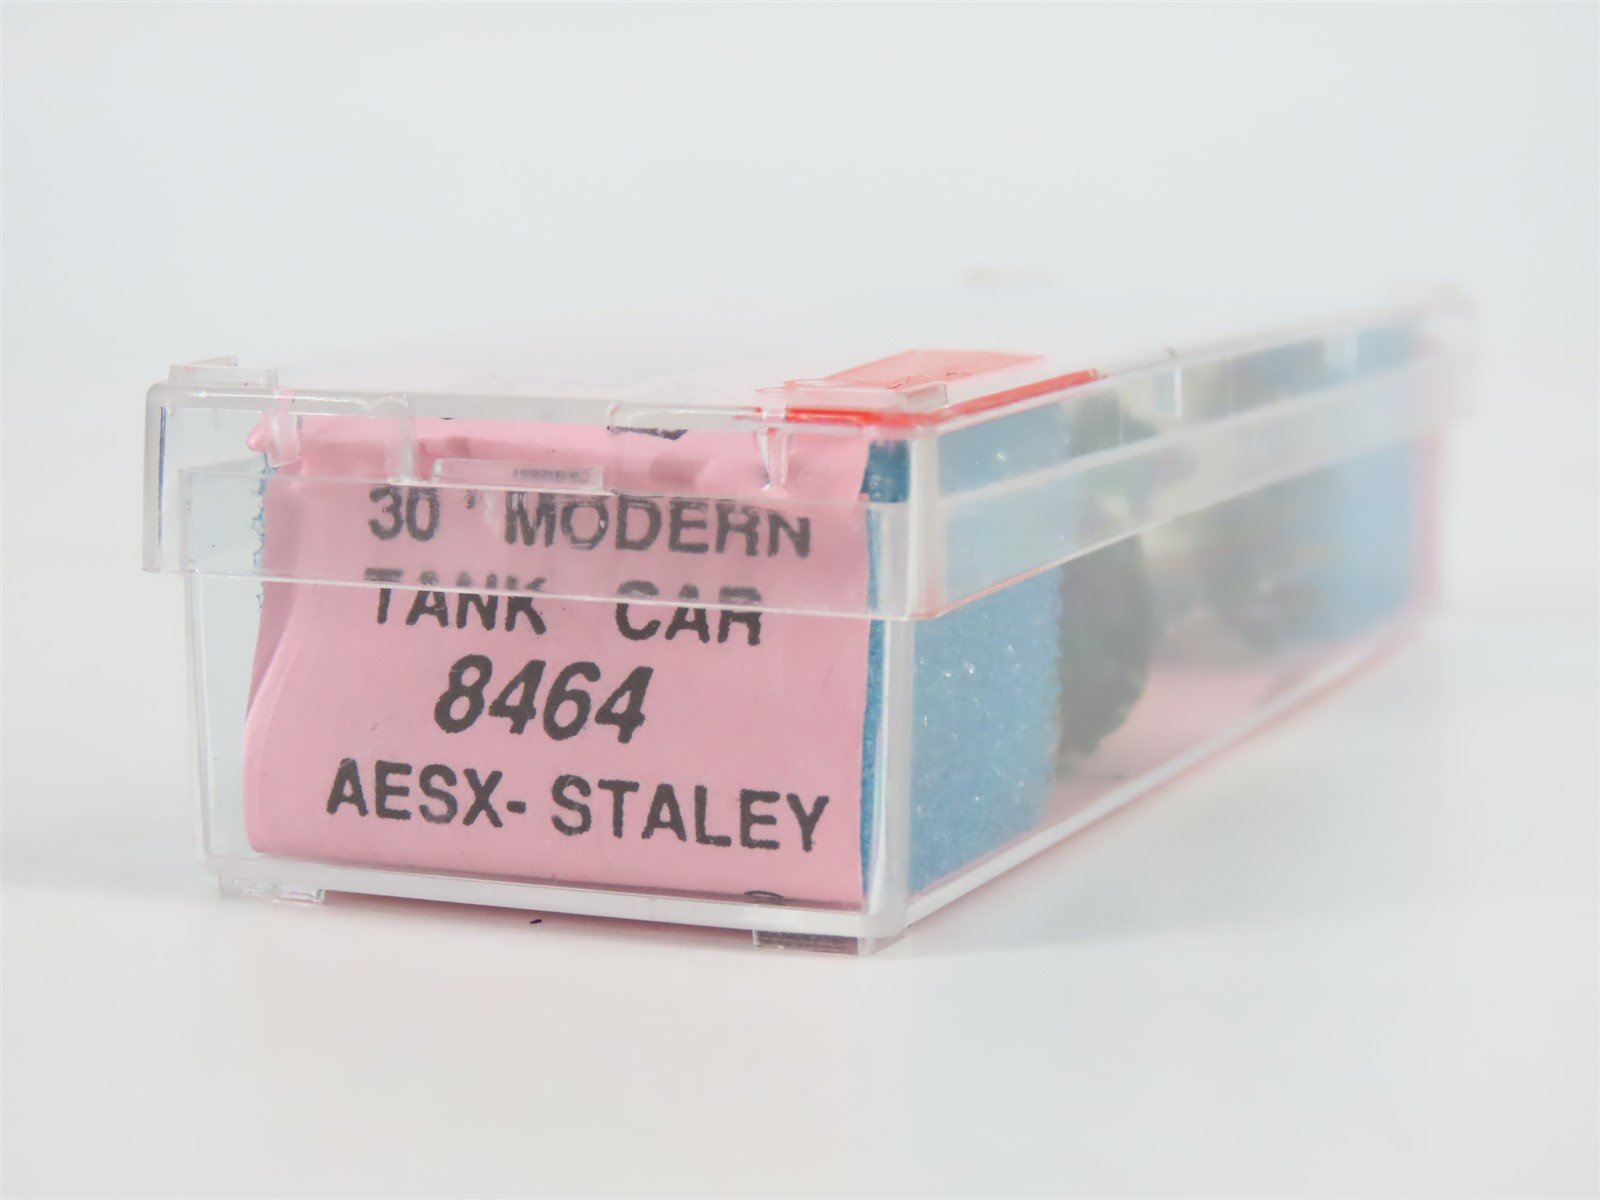 30' MODERN
TANK CAR
8464
AESX-STALEY